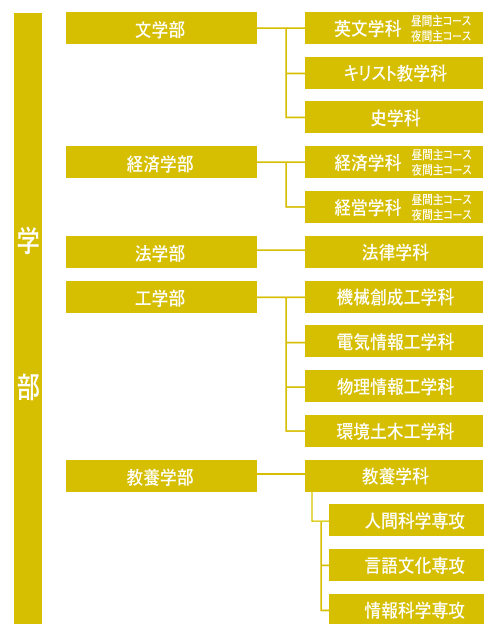 学部
文学部
英文学科 昼間主コース
夜間主コース
キリスト教学科
史学科
経済学部
経済学科 昼間主コース
夜間主コース
経営学科 昼間主コース
夜間主コース
法学部
法律学科
工学部
機械創成工学科
電気情報工学科
物理情報工学科
環境土木工学科
教養学部
教養学科
人間科学専攻
言語文化専攻
情報科学専攻